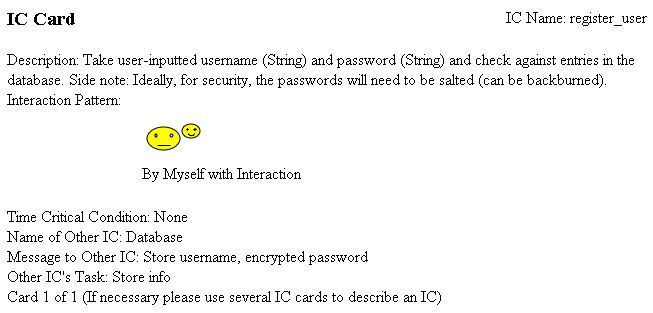 IC Card
IC Name: register_user
Description: Take user-inputted username (String) and password (String) and check against entries in the
database. Side note: Ideally, for security, the passwords will need to be salted (can be backburned).
Interaction Pattern:
By Myself with Interaction
Time Critical Condition: None
Name of Other IC: Database
Message to Other IC: Store username, encrypted password
Other IC's Task: Store info
Card 1 of 1 (If necessary please use several IC cards to describe an IC)